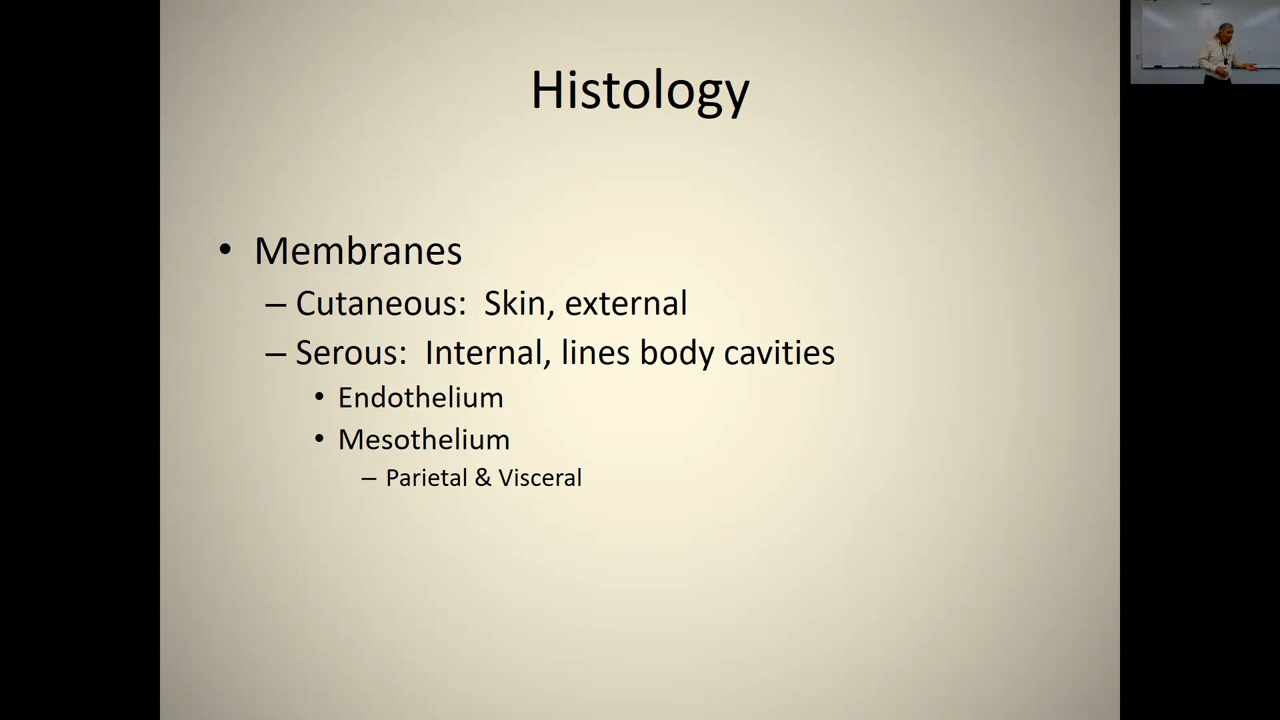 Histology
• Membranes
– Cutaneous: Skin, external
– Serous: Internal, lines body cavities
• Endothelium
• Mesothelium
– Parietal & Visceral